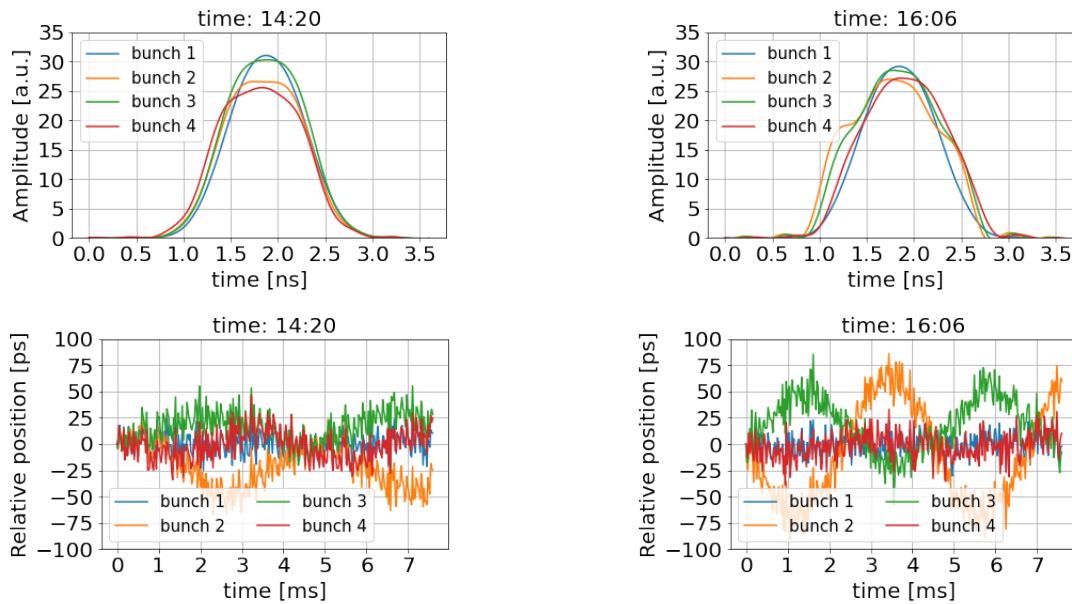 time: 14:20
Amplitude [a.u.]
35
30
25
20
15
10
5
0
bunch 1
bunch 2
bunch 3
bunch 4
0.0 0.5 1.0 1.5 2.0 2.5 3.0 3.5
time [ns]
time: 16:06
Amplitude [a.u.]
35
30
25
20
15
10
5
0
bunch 1
bunch 2
bunch 3
bunch 4
0.0 0.5 1.0 1.5 2.0 2.5 3.0 3.5
time [ns]
time: 14:20
Relative position [ps]
100
75
50
25
0
−25
−50
−75
−100
bunch 1 bunch 3
bunch 2 bunch 4
0 1 2 3 4 5 6 7
time [ms]
time: 16:06
Relative position [ps]
100
75
50
25
0
−25
−50
−75
−100
bunch 1 bunch 3
bunch 2 bunch 4
0 1 2 3 4 5 6 7
time [ms]